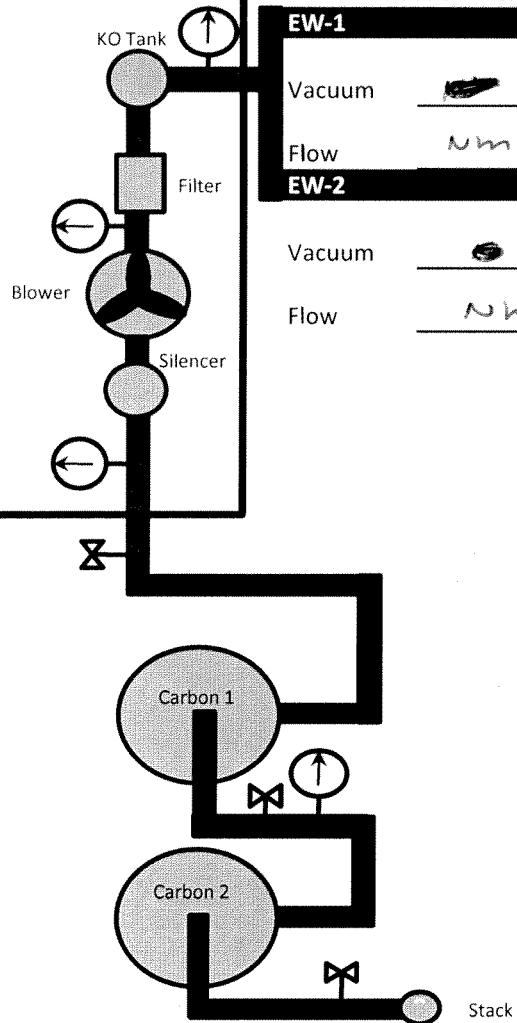 EW-1
KO Tank
Vacuum
Flow Nm
Filter
EW-2
Vacuum
Blower
Flow
Silencer
Carbon 1
Carbon 2
Stack